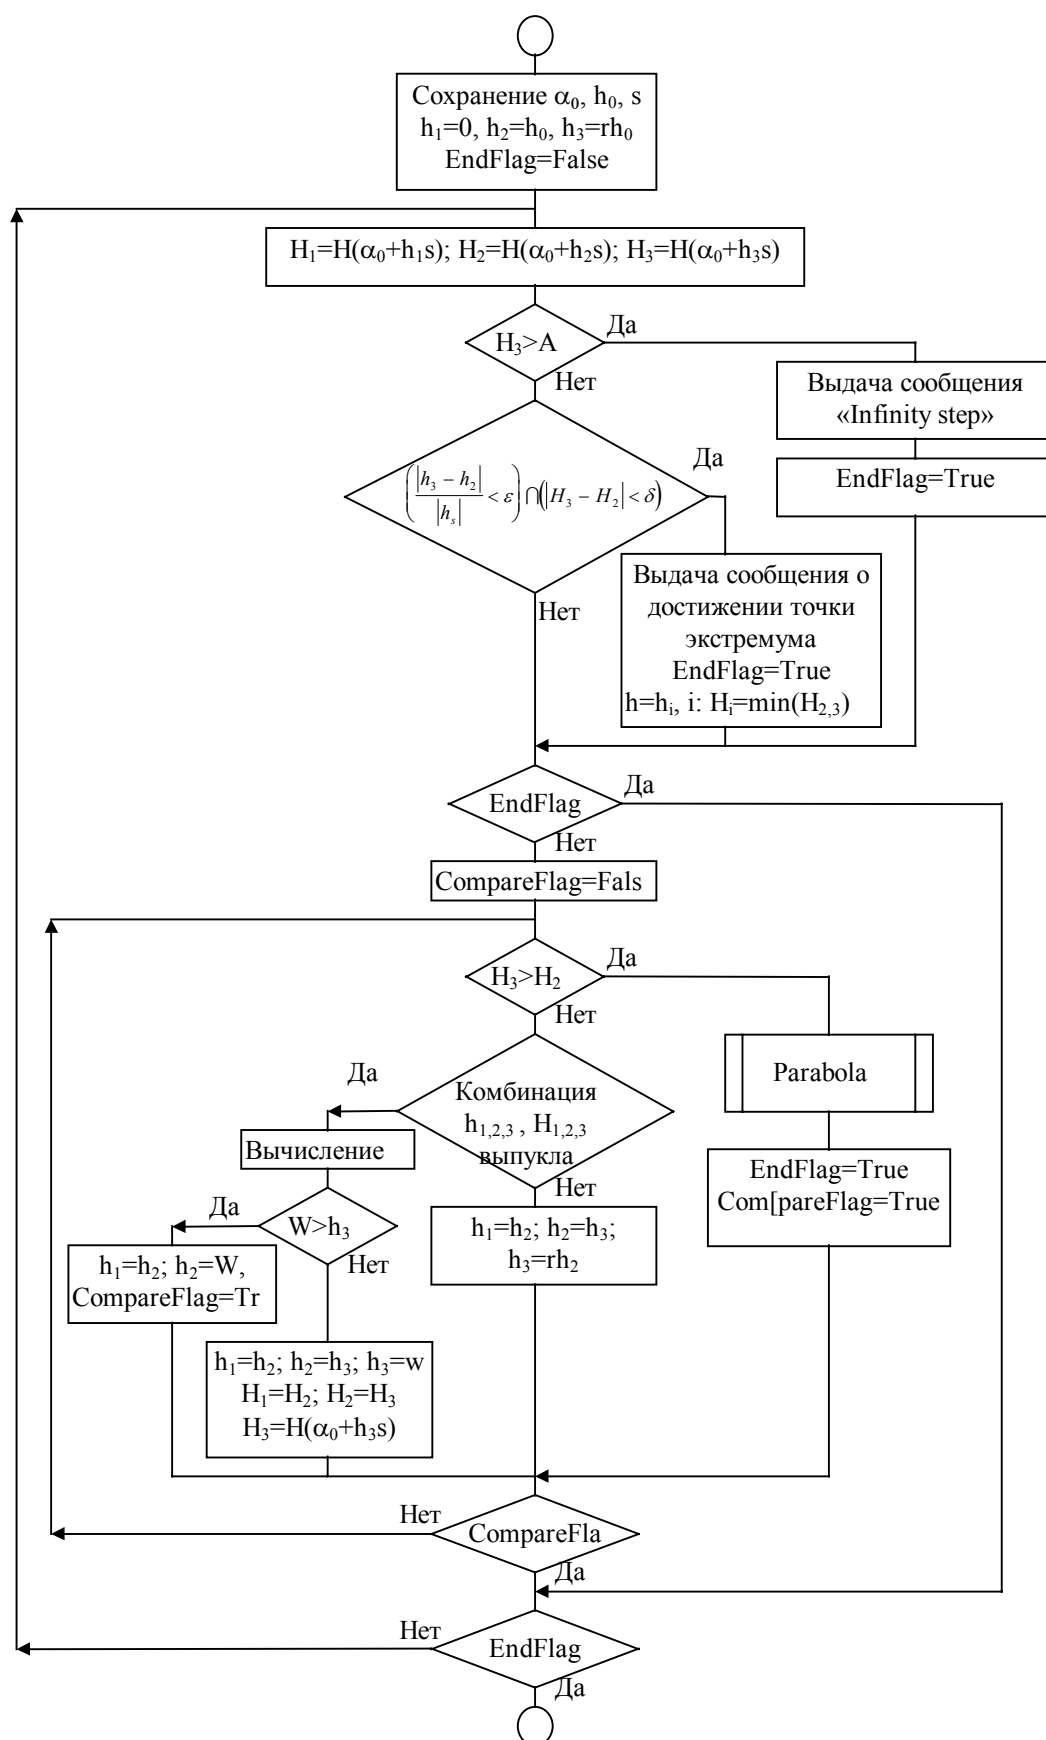 Сохранение α₀, h₀, s
h₁=0, h₂=h₀, h₃=rh₀
EndFlag=False
H₁=H(α₀+h₁s); H₂=H(α₀+h₂s); H₃=H(α₀+h₃s)
H₃>A
Да
Нет
Выдача сообщения
«Infinity step»
EndFlag=True
(|h₃ − h₂| / |hₛ| < ε) ⋂ (|H₃ − H₂| < δ)
Да
Нет
Выдача сообщения о
достижении точки
экстремума
EndFlag=True
h=hᵢ, i: Hᵢ=min(H₂,₃)
EndFlag
Да
Нет
CompareFlag=Fals
H₃>H₂
Да
Нет
Parabola
EndFlag=True
Com[pareFlag=True
Да
Комбинация
h₁,₂,₃ , H₁,₂,₃
выпукла
Нет
Вычисление
W>h₃
Да
Нет
h₁=h₂; h₂=h₃;
h₃=rh₂
h₁=h₂; h₂=W,
CompareFlag=Tr
h₁=h₂; h₂=h₃; h₃=w
H₁=H₂; H₂=H₃
H₃=H(α₀+h₃s)
Нет
CompareFla
Да
Нет
EndFlag
Да